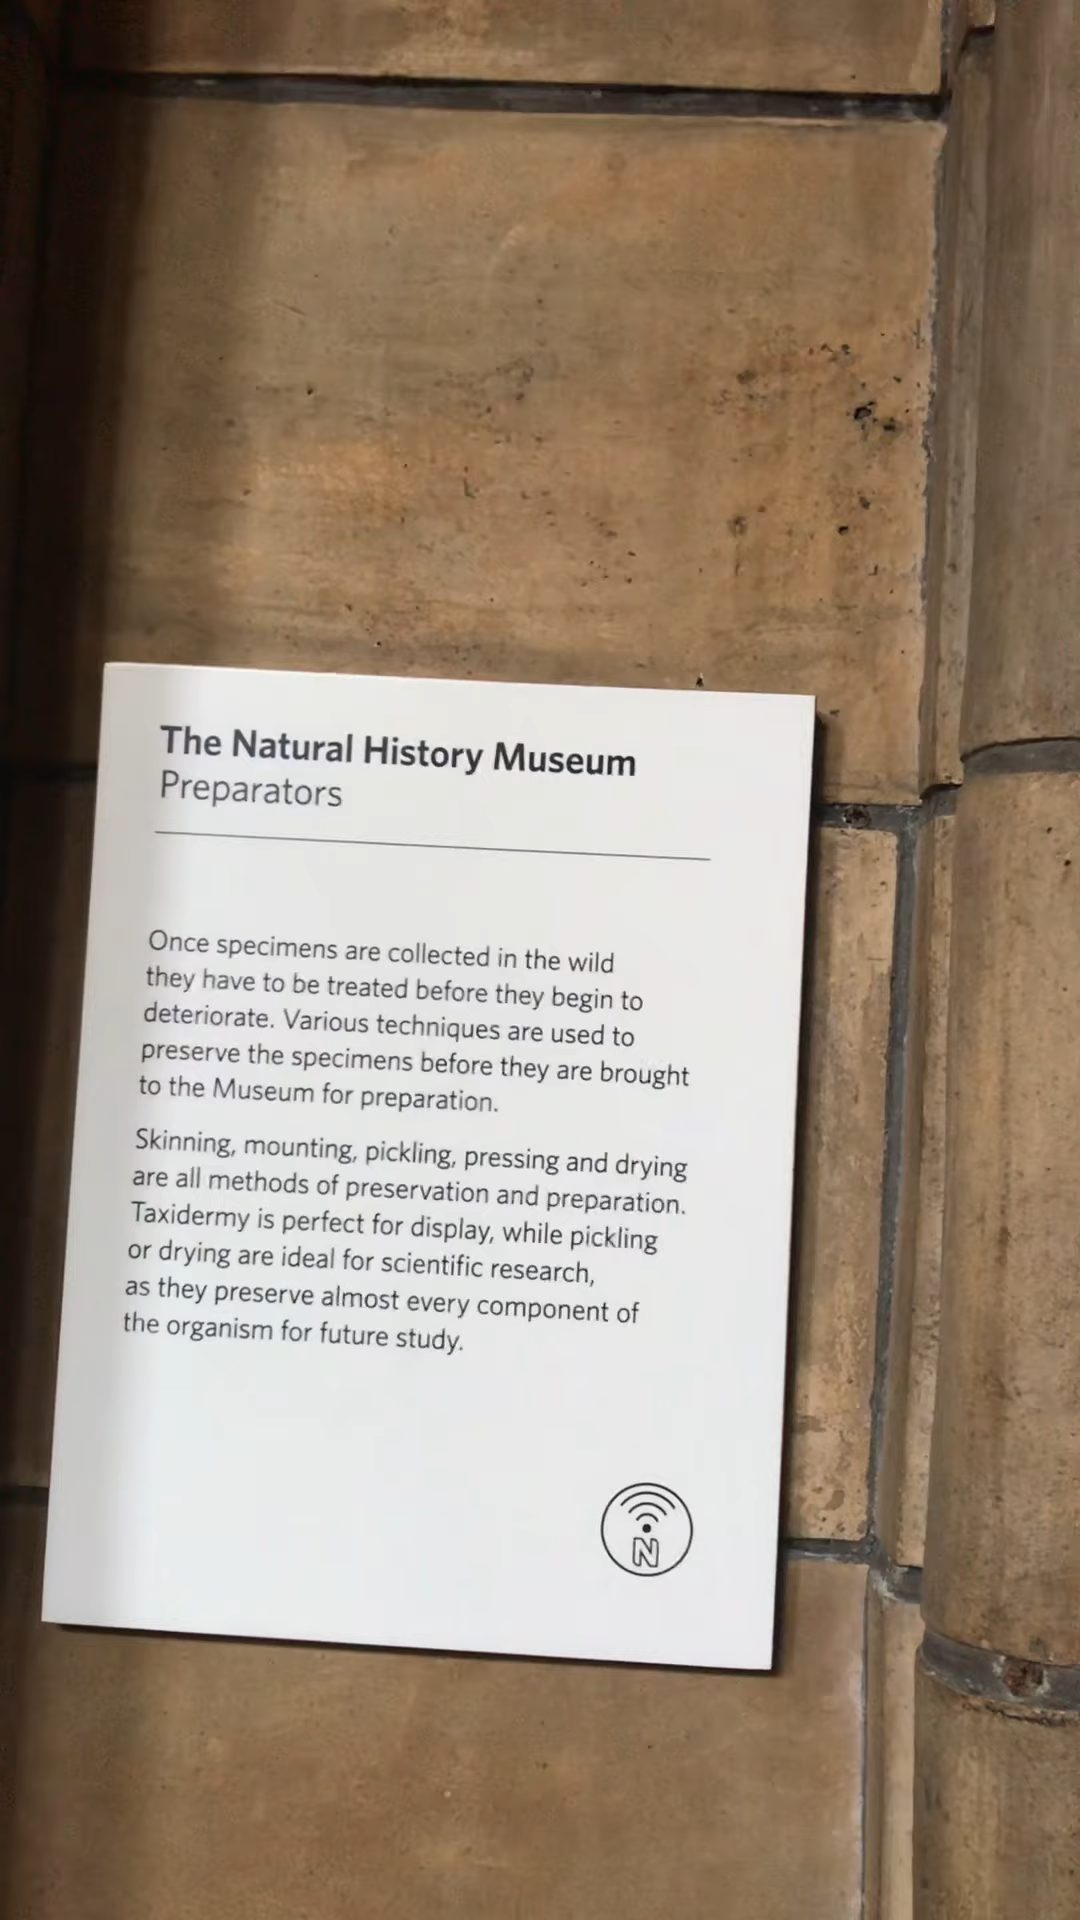 The Natural History Museum
Preparators
Once specimens are collected in the wild
they have to be treated before they begin to
deteriorate. Various techniques are used to
preserve the specimens before they are brought
to the Museum for preparation.
Skinning, mounting, pickling, pressing and drying
are all methods of preservation and preparation.
Taxidermy is perfect for display, while pickling
or drying are ideal for scientific research,
as they preserve almost every component of
the organism for future study.
N